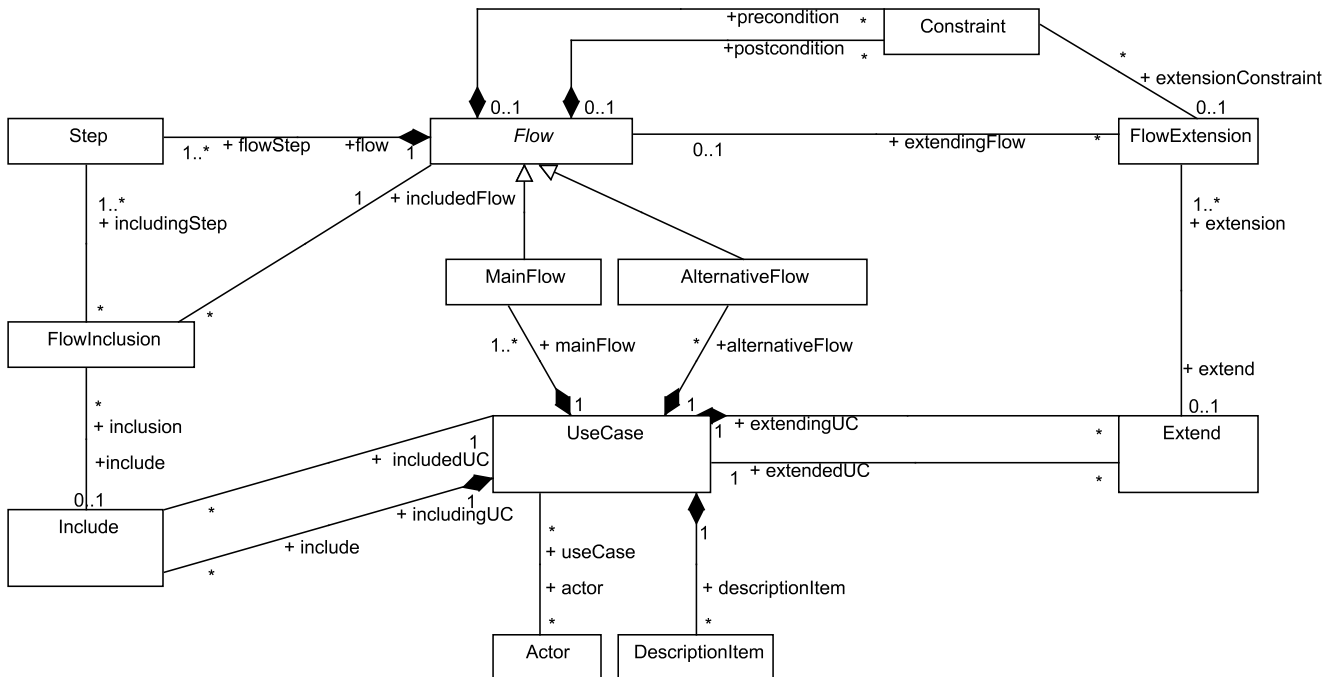 +precondition *
Constraint
+postcondition
*
*
+ extensionConstraint
0..1 0..1 0..1
Step
Flow
FlowExtension
1..* + flowStep +flow 1
0..1 + extendingFlow *
1 + includedFlow
1..*
+ includingStep
1..*
+ extension
MainFlow
AlternativeFlow
* *
FlowInclusion
1..* + mainFlow * +alternativeFlow
+ extend
*
+ inclusion
1 1 0..1
+ extendingUC
UseCase 1 * Extend
1
+ includedUC
+include
+ extendedUC
1 *
0..1 *
1
+ includingUC
Include
* 1
+ include
+ useCase
*
+ actor + descriptionItem
* *
Actor DescriptionItem